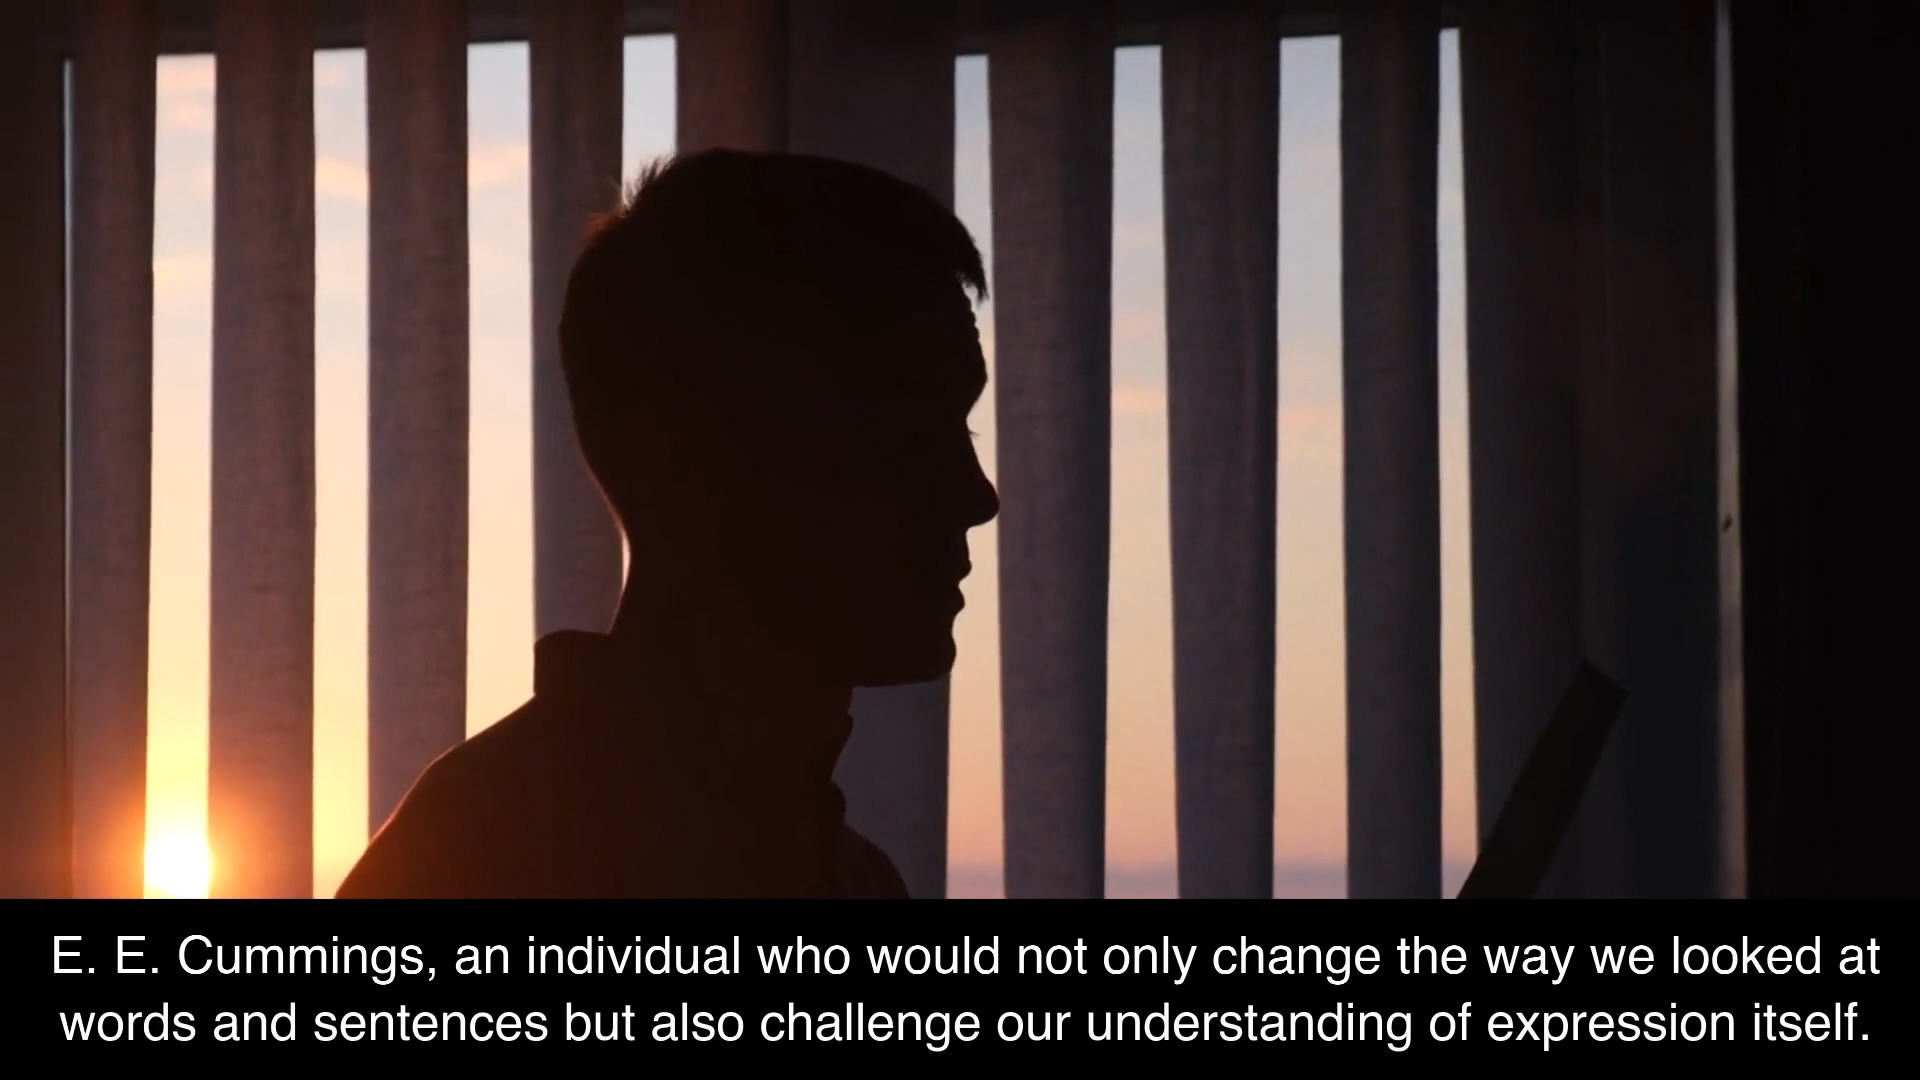 E. E. Cummings, an individual who would not only change the way we looked at
words and sentences but also challenge our understanding of expression itself.